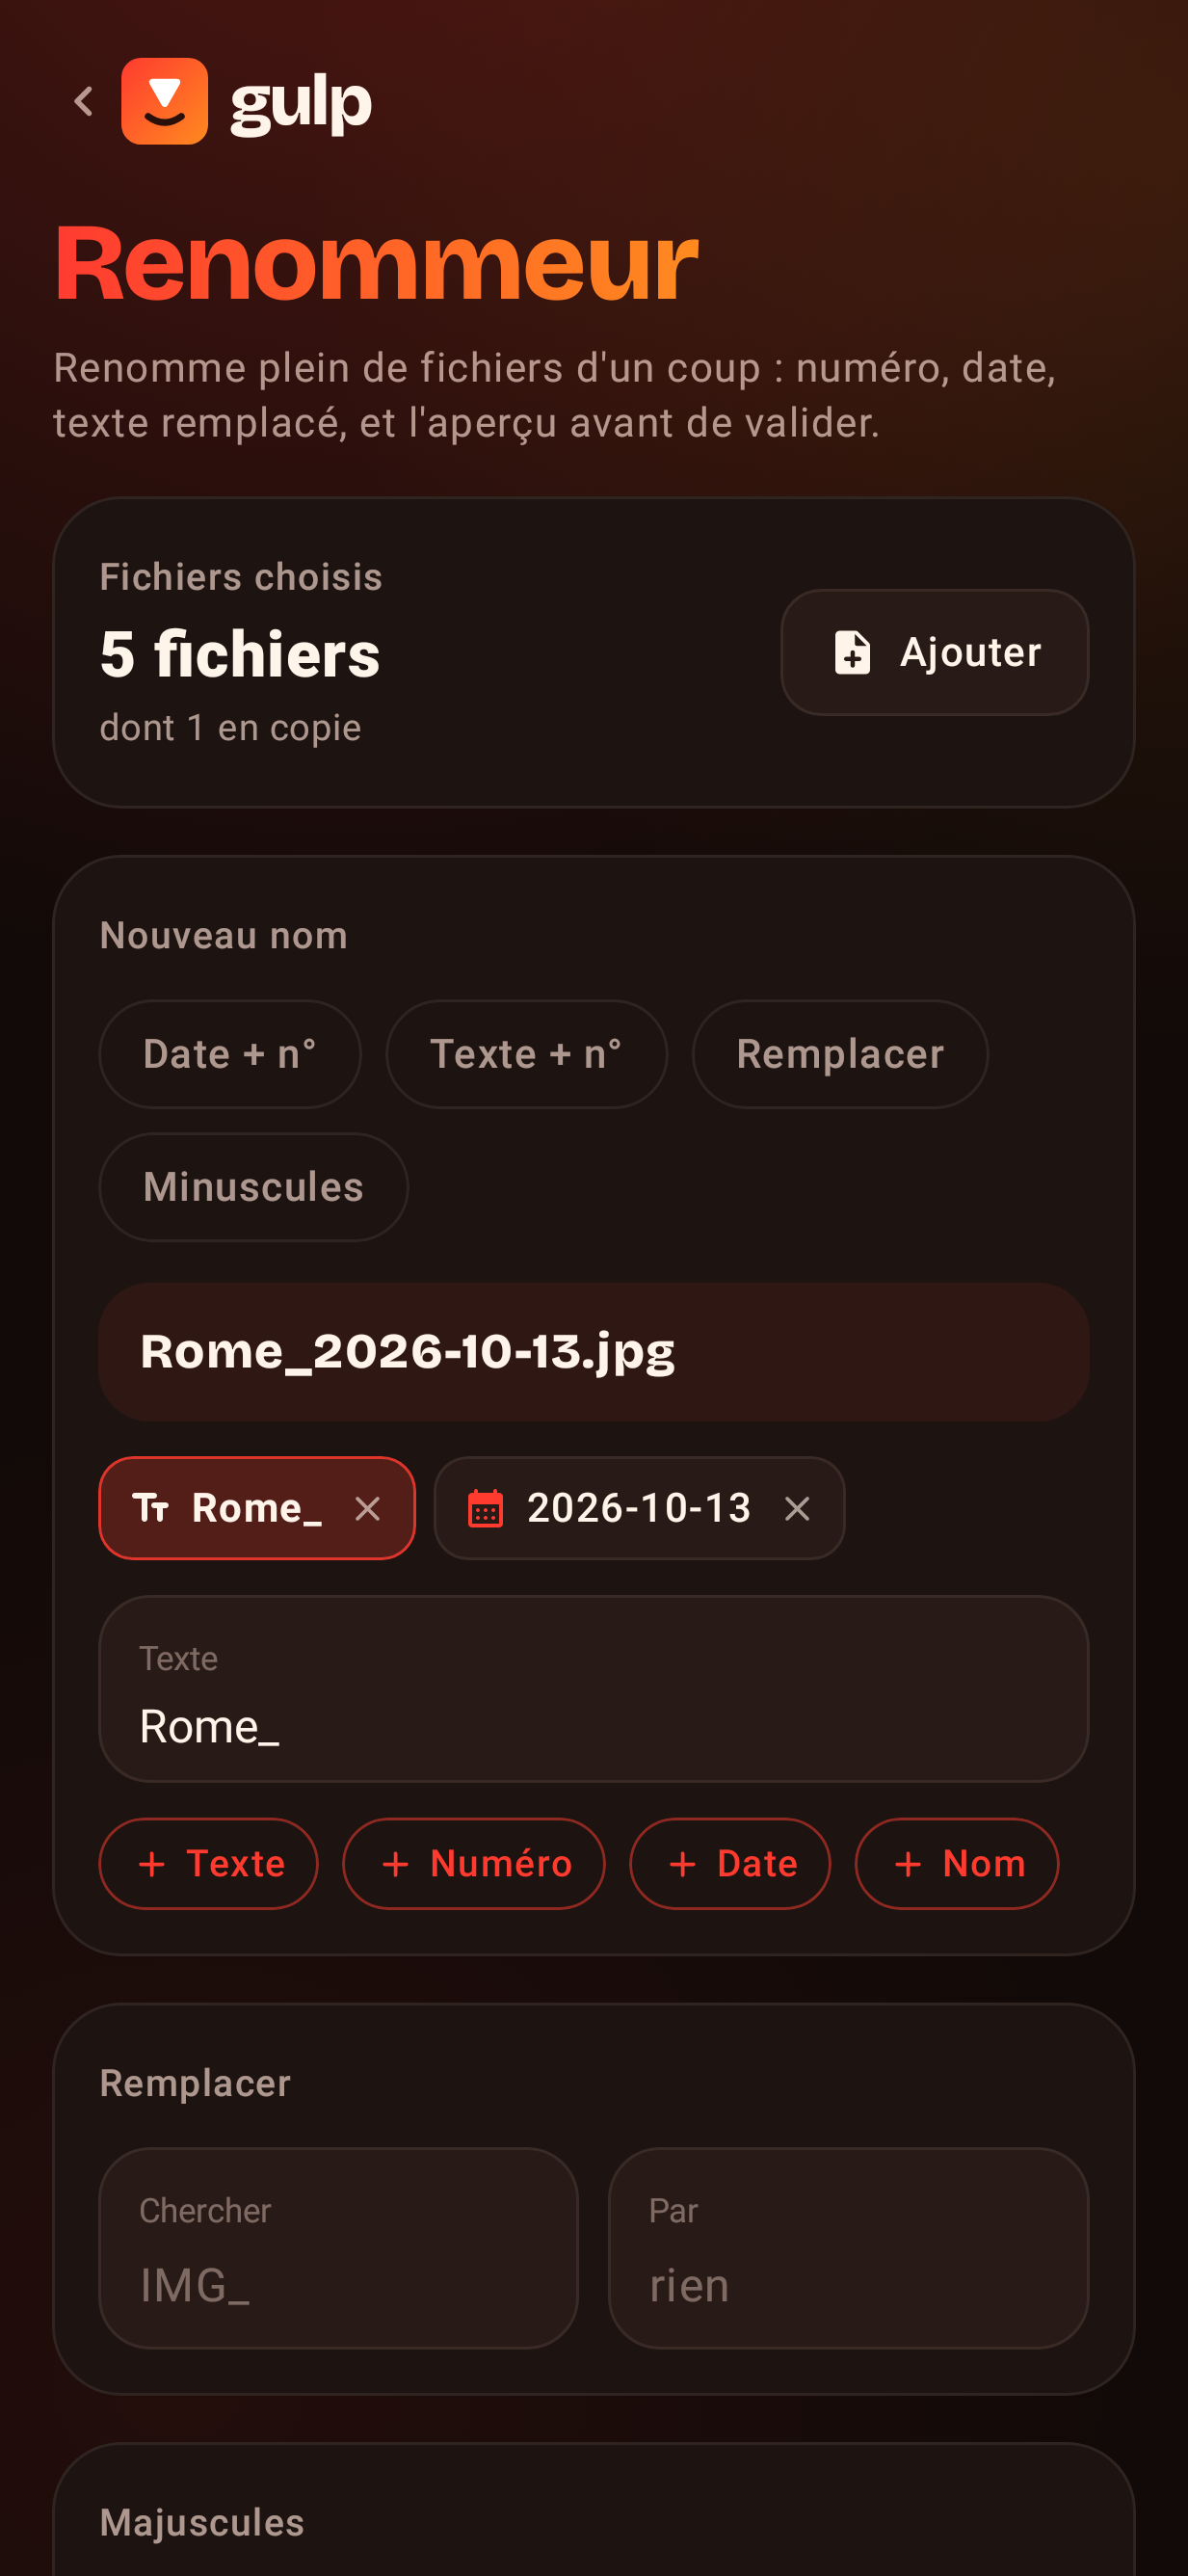 gulp
Renommeur
Renomme plein de fichiers d'un coup : numéro, date,
texte remplacé, et l'aperçu avant de valider.
Fichiers choisis
5 fichiers
dont 1 en copie
Ajouter
Nouveau nom
Date + n°
Texte + n°
Remplacer
Minuscules
Rome_2026-10-13.jpg
Rome_
2026-10-13
Texte
Rome_
+ Texte
+ Numéro
+ Date
+ Nom
Remplacer
Chercher
IMG_
Par
rien
Majuscules